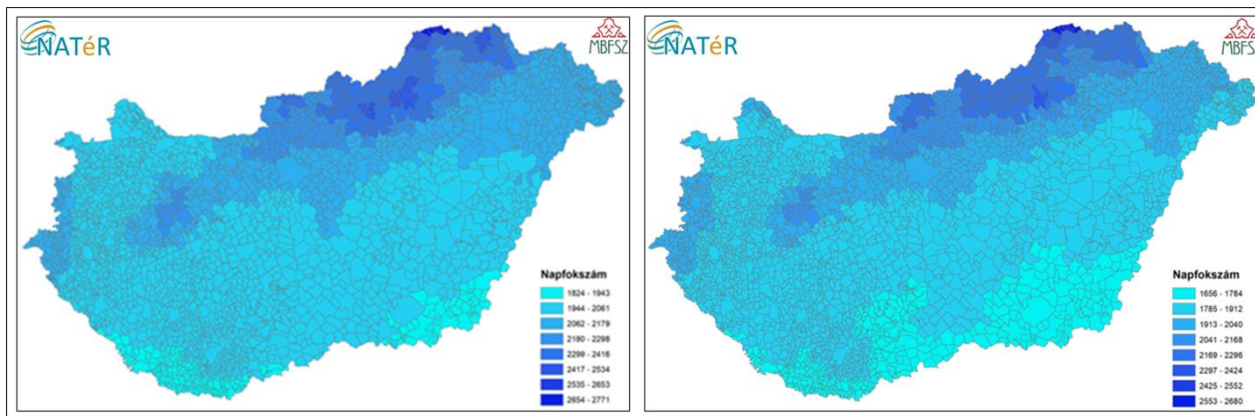 NATéR
MBFSZ
Napfokszám
1824 - 1943
1944 - 2061
2062 - 2179
2180 - 2298
2299 - 2416
2417 - 2534
2535 - 2653
2654 - 2771
NATéR
MBFSZ
Napfokszám
1656 - 1784
1785 - 1912
1913 - 2040
2041 - 2168
2169 - 2296
2297 - 2424
2425 - 2552
2553 - 2680